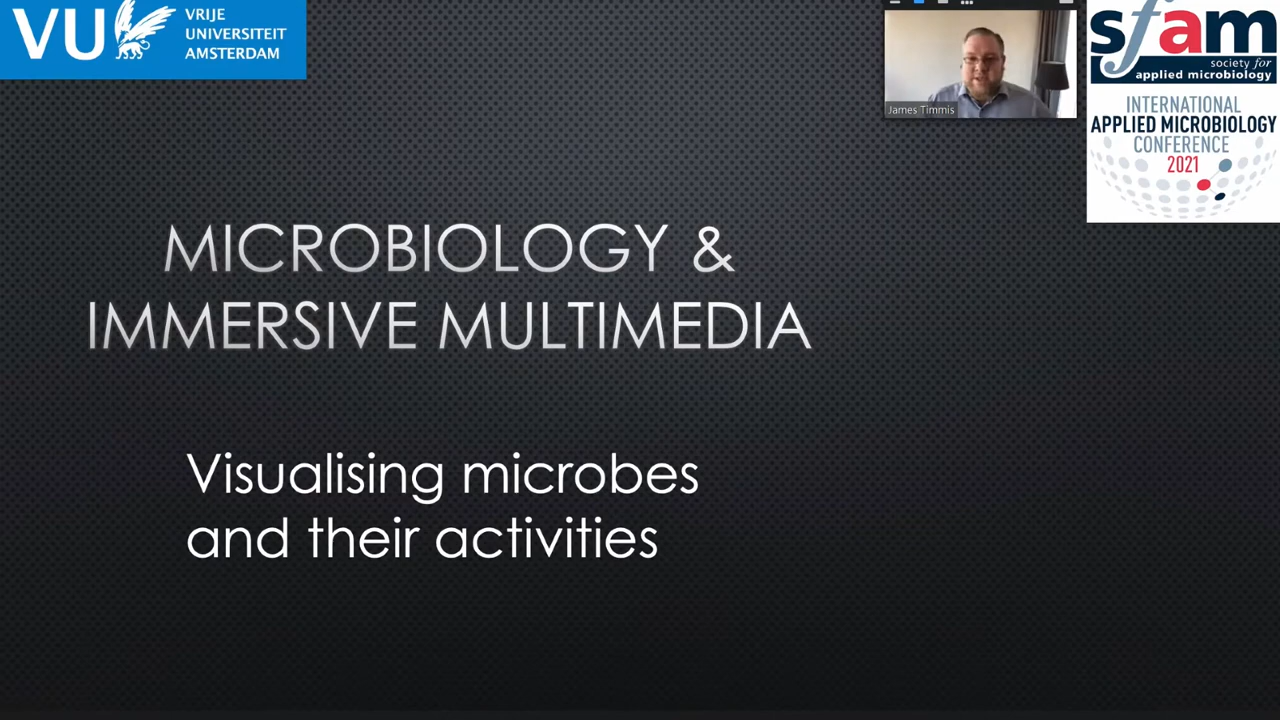 VU VRIJE
UNIVERSITEIT
AMSTERDAM
James Timmis
sfam
society for
applied microbiology
INTERNATIONAL
APPLIED MICROBIOLOGY
CONFERENCE
2021
MICROBIOLOGY &
IMMERSIVE MULTIMEDIA
Visualising microbes
and their activities